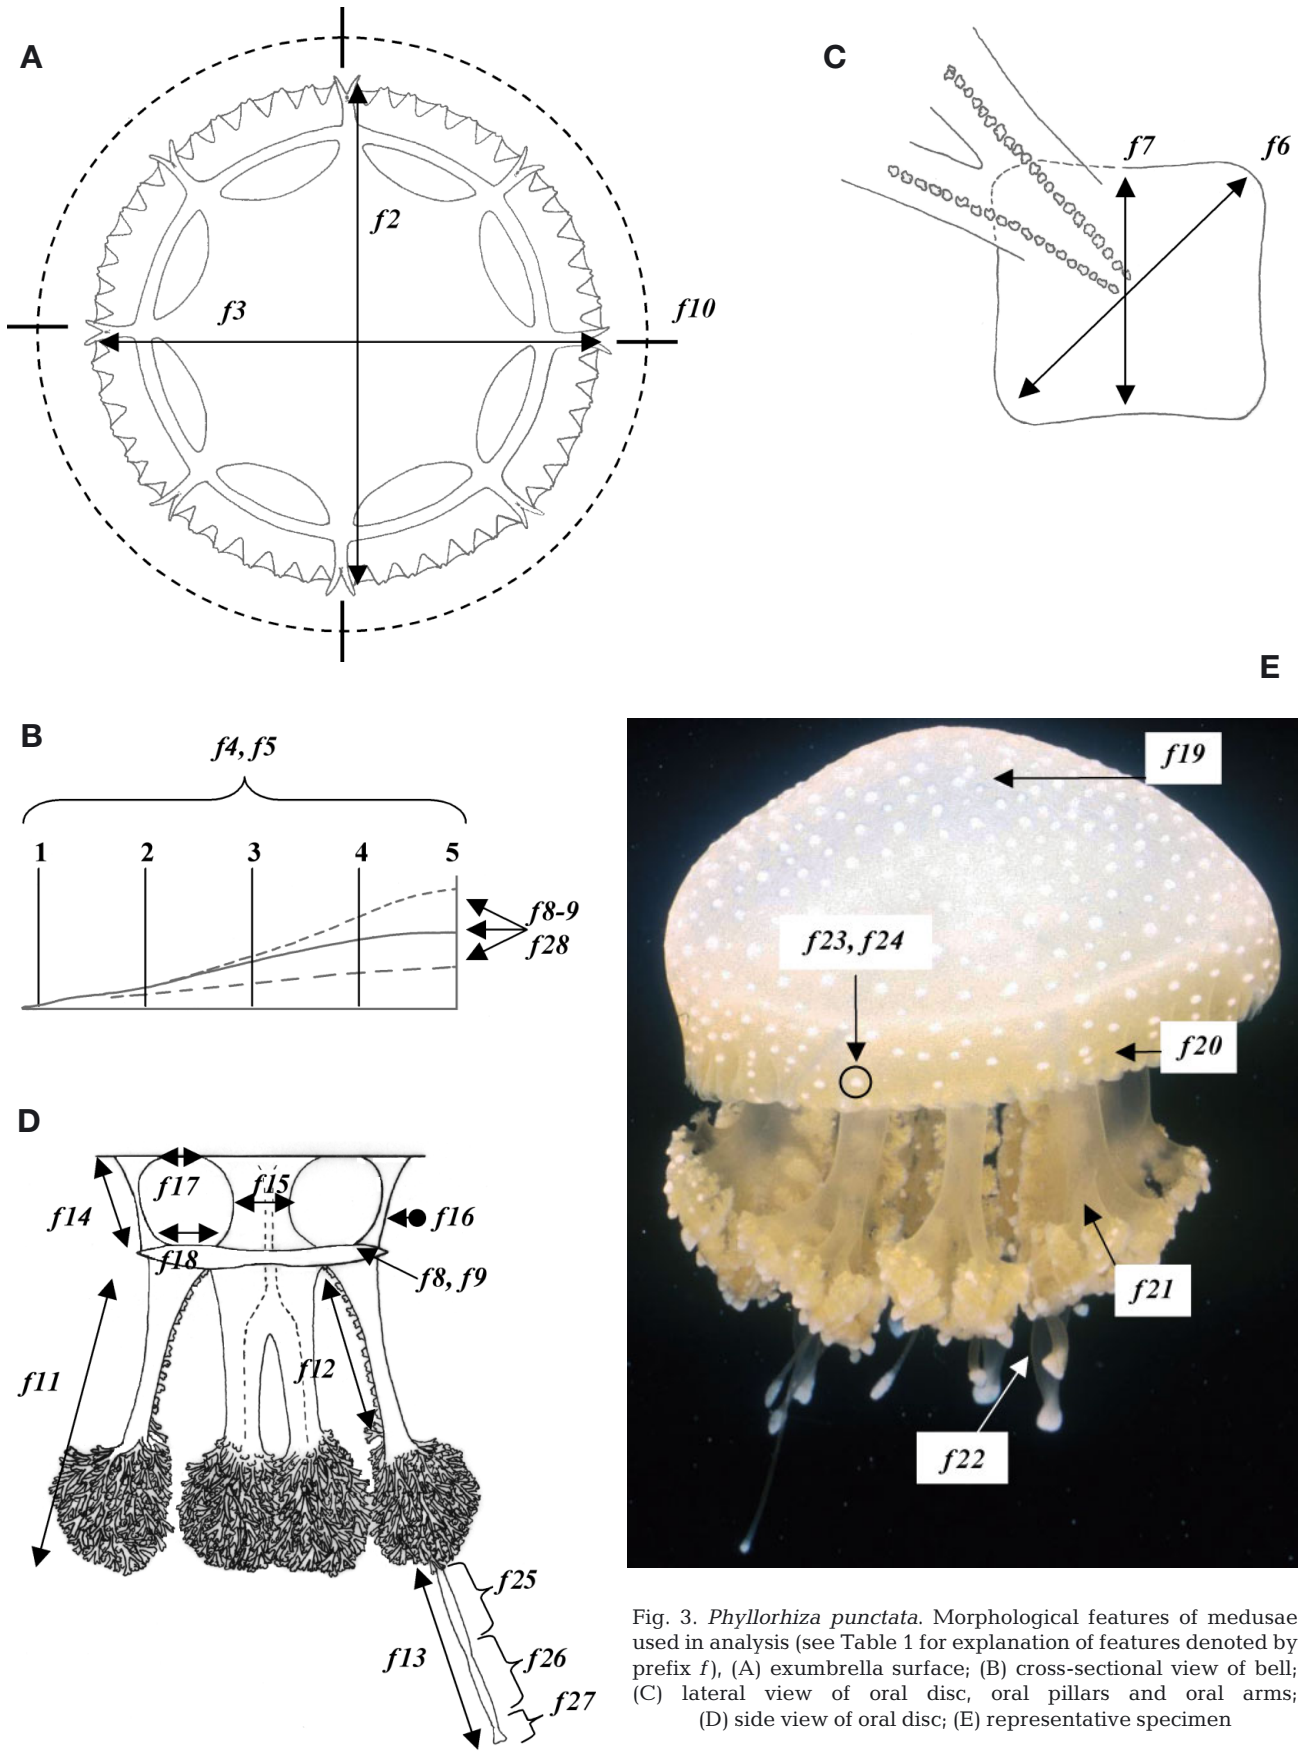 A
f2
f3
f10
C
f7
f6
E
B
f4, f5
1 2 3 4 5
f8-9
f28
f19
f23, f24
f20
f21
f22
D
f17
f15
f14
f16
f18
f8, f9
f11
f12
f25
f13
f26
f27
Fig. 3. Phyllorhiza punctata. Morphological features of medusae
used in analysis (see Table 1 for explanation of features denoted by
prefix f), (A) exumbrella surface; (B) cross-sectional view of bell;
(C) lateral view of oral disc, oral pillars and oral arms;
(D) side view of oral disc; (E) representative specimen